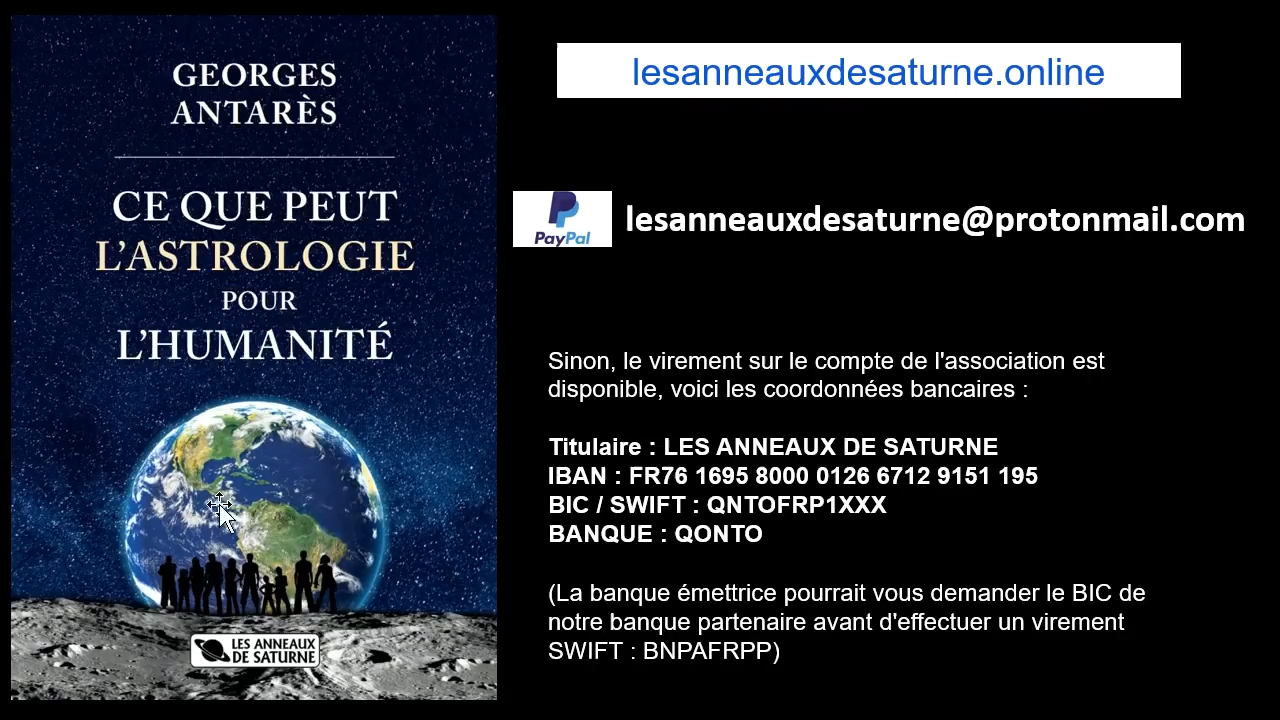 GEORGES
ANTARÈS
CE QUE PEUT
L'ASTROLOGIE
POUR
L'HUMANITÉ
LES ANNEAUX
DE SATURNE
lesanneauxdesaturne.online
PayPal
lesanneauxdesaturne@protonmail.com
Sinon, le virement sur le compte de l'association est
disponible, voici les coordonnées bancaires :
Titulaire : LES ANNEAUX DE SATURNE
IBAN : FR76 1695 8000 0126 6712 9151 195
BIC / SWIFT : QNTOFRP1XXX
BANQUE : QONTO
(La banque émettrice pourrait vous demander le BIC de
notre banque partenaire avant d'effectuer un virement
SWIFT : BNPAFRPP)